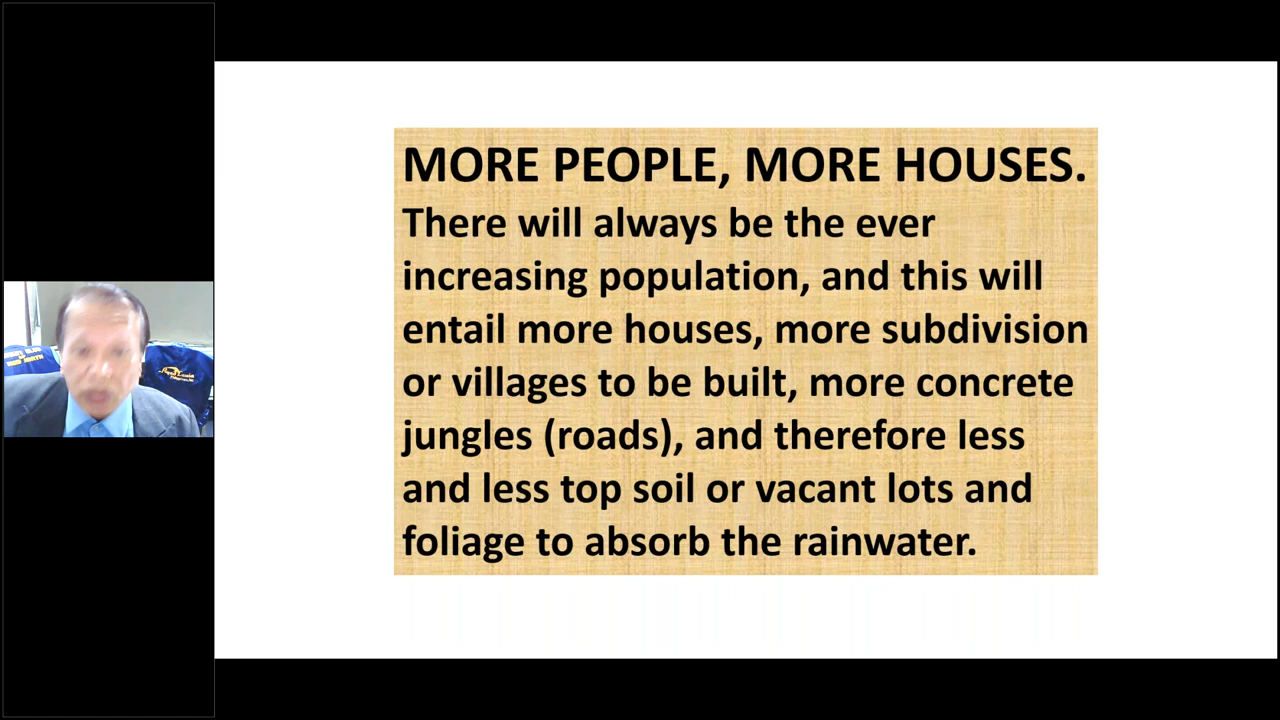 MORE PEOPLE, MORE HOUSES.
There will always be the ever
increasing population, and this will
entail more houses, more subdivision
or villages to be built, more concrete
jungles (roads), and therefore less
and less top soil or vacant lots and
foliage to absorb the rainwater.